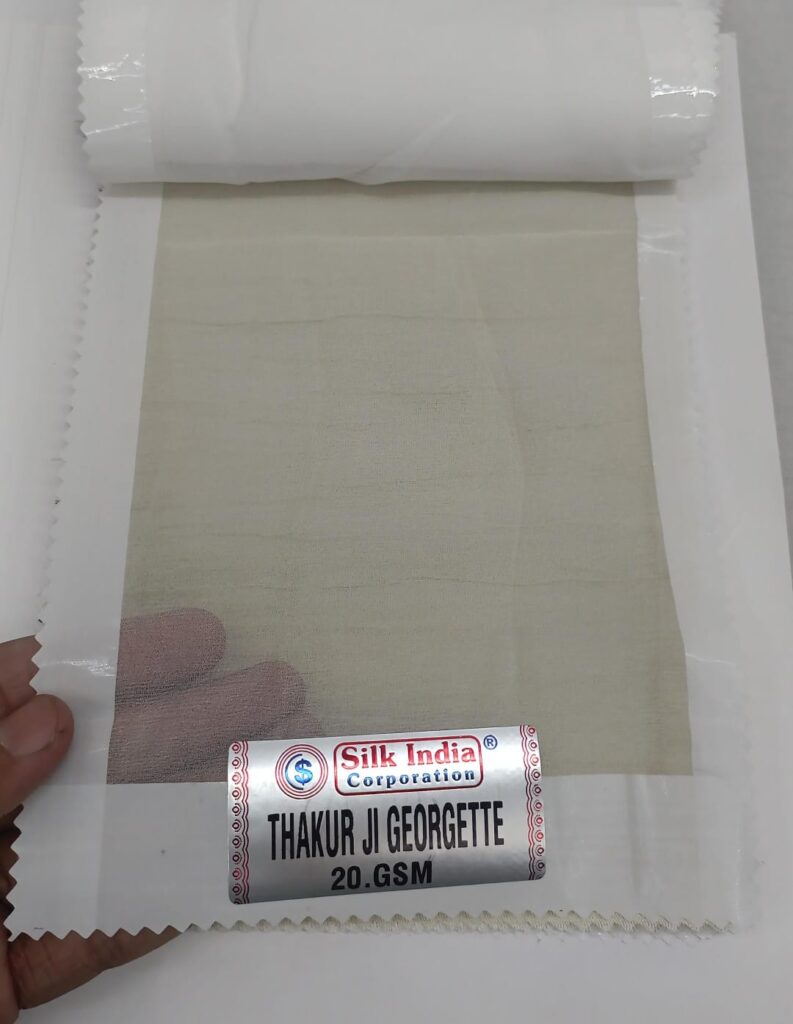 Silk India ®
Corporation
THAKUR JI GEORGETTE
20.GSM